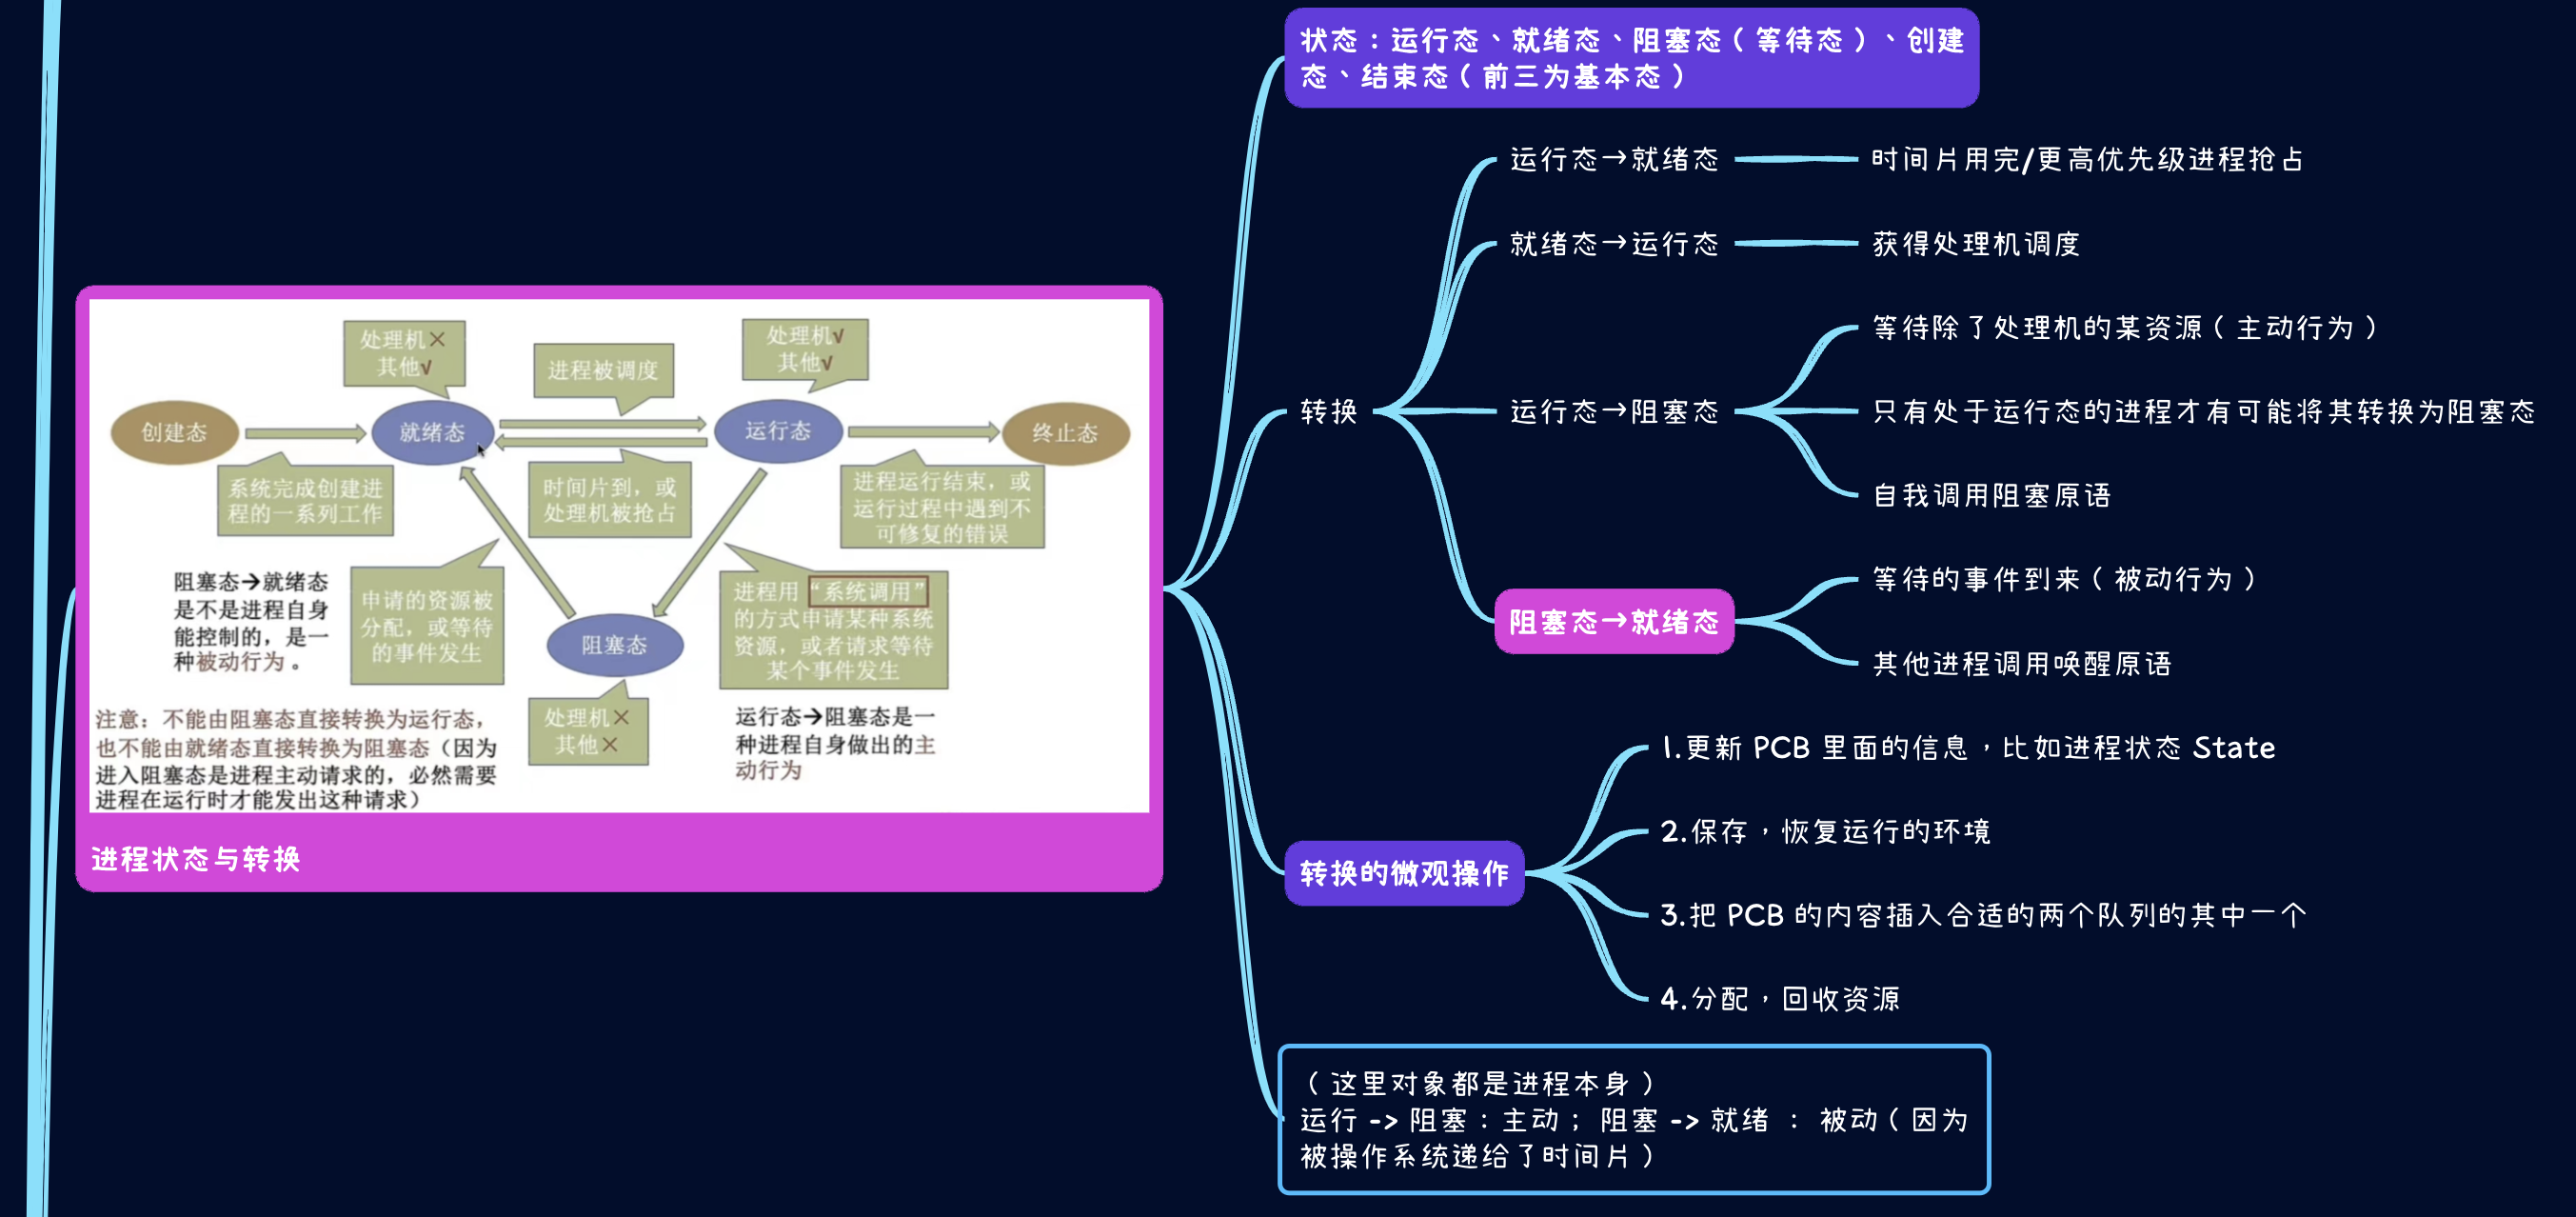 状态：运行态、就绪态、阻塞态（等待态）、创建
态、结束态（前三为基本态）
转换
运行态→就绪态
时间片用完/更高优先级进程抢占
就绪态→运行态
获得处理机调度
运行态→阻塞态
等待除了处理机的某资源（主动行为）
只有处于运行态的进程才有可能将其转换为阻塞态
自我调用阻塞原语
阻塞态→就绪态
等待的事件到来（被动行为）
其他进程调用唤醒原语
转换的微观操作
1.更新 PCB 里面的信息，比如进程状态 State
2.保存，恢复运行的环境
3.把 PCB 的内容插入合适的两个队列的其中一个
4.分配，回收资源
（这里对象都是进程本身）
运行 -> 阻塞：主动； 阻塞 -> 就绪 ： 被动（因为
被操作系统递给了时间片）
处理机×
其他√
进程被调度
处理机√
其他√
创建态
就绪态
运行态
终止态
系统完成创建进
程的一系列工作
时间片到，或
处理机被抢占
进程运行结束，或
运行过程中遇到不
可修复的错误
阻塞态→就绪态
是不是进程自身
能控制的，是一
种被动行为。
申请的资源被
分配，或等待
的事件发生
进程用“系统调用”
的方式申请某种系统
资源，或者请求等待
某个事件发生
阻塞态
处理机×
其他×
运行态→阻塞态是一
种进程自身做出的主
动行为
注意：不能由阻塞态直接转换为运行态，
也不能由就绪态直接转换为阻塞态（因为
进入阻塞态是进程主动请求的，必然需要
进程在运行时才能发出这种请求）
进程状态与转换